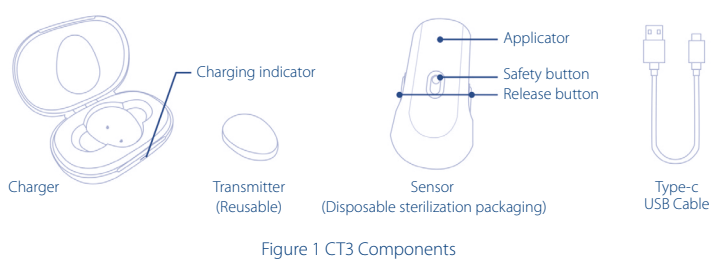 Applicator
Safety button
Release button
Charging indicator
Charger
Transmitter
(Reusable)
Sensor
(Disposable sterilization packaging)
Type-c
USB Cable
Figure 1 CT3 Components